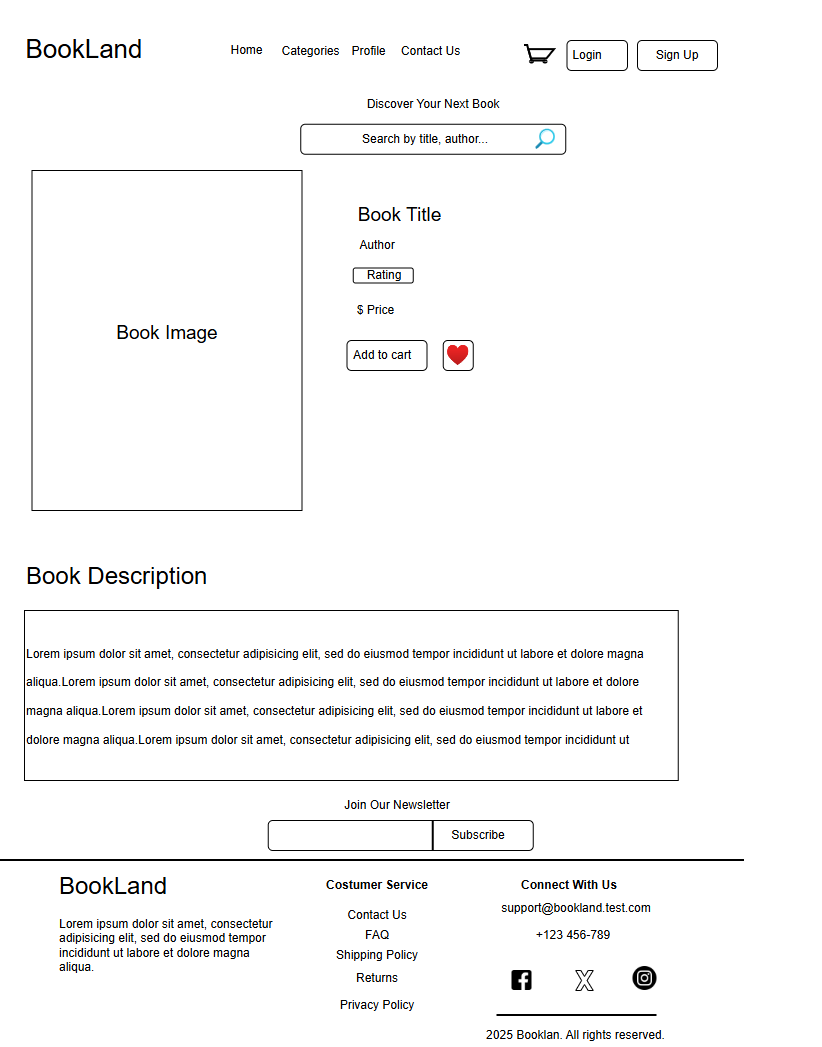 BookLand
Home Categories Profile Contact Us
Login
Sign Up
Discover Your Next Book
Search by title, author...
Book Image
Book Title
Author
Rating
$ Price
Add to cart
Book Description
Lorem ipsum dolor sit amet, consectetur adipisicing elit, sed do eiusmod tempor incididunt ut labore et dolore magna
aliqua.Lorem ipsum dolor sit amet, consectetur adipisicing elit, sed do eiusmod tempor incididunt ut labore et dolore
magna aliqua.Lorem ipsum dolor sit amet, consectetur adipisicing elit, sed do eiusmod tempor incididunt ut labore et
dolore magna aliqua.Lorem ipsum dolor sit amet, consectetur adipisicing elit, sed do eiusmod tempor incididunt ut
Join Our Newsletter
Subscribe
BookLand
Lorem ipsum dolor sit amet, consectetur
adipisicing elit, sed do eiusmod tempor
incididunt ut labore et dolore magna
aliqua.
Costumer Service
Contact Us
FAQ
Shipping Policy
Returns
Privacy Policy
Connect With Us
support@bookland.test.com
+123 456-789
2025 Booklan. All rights reserved.